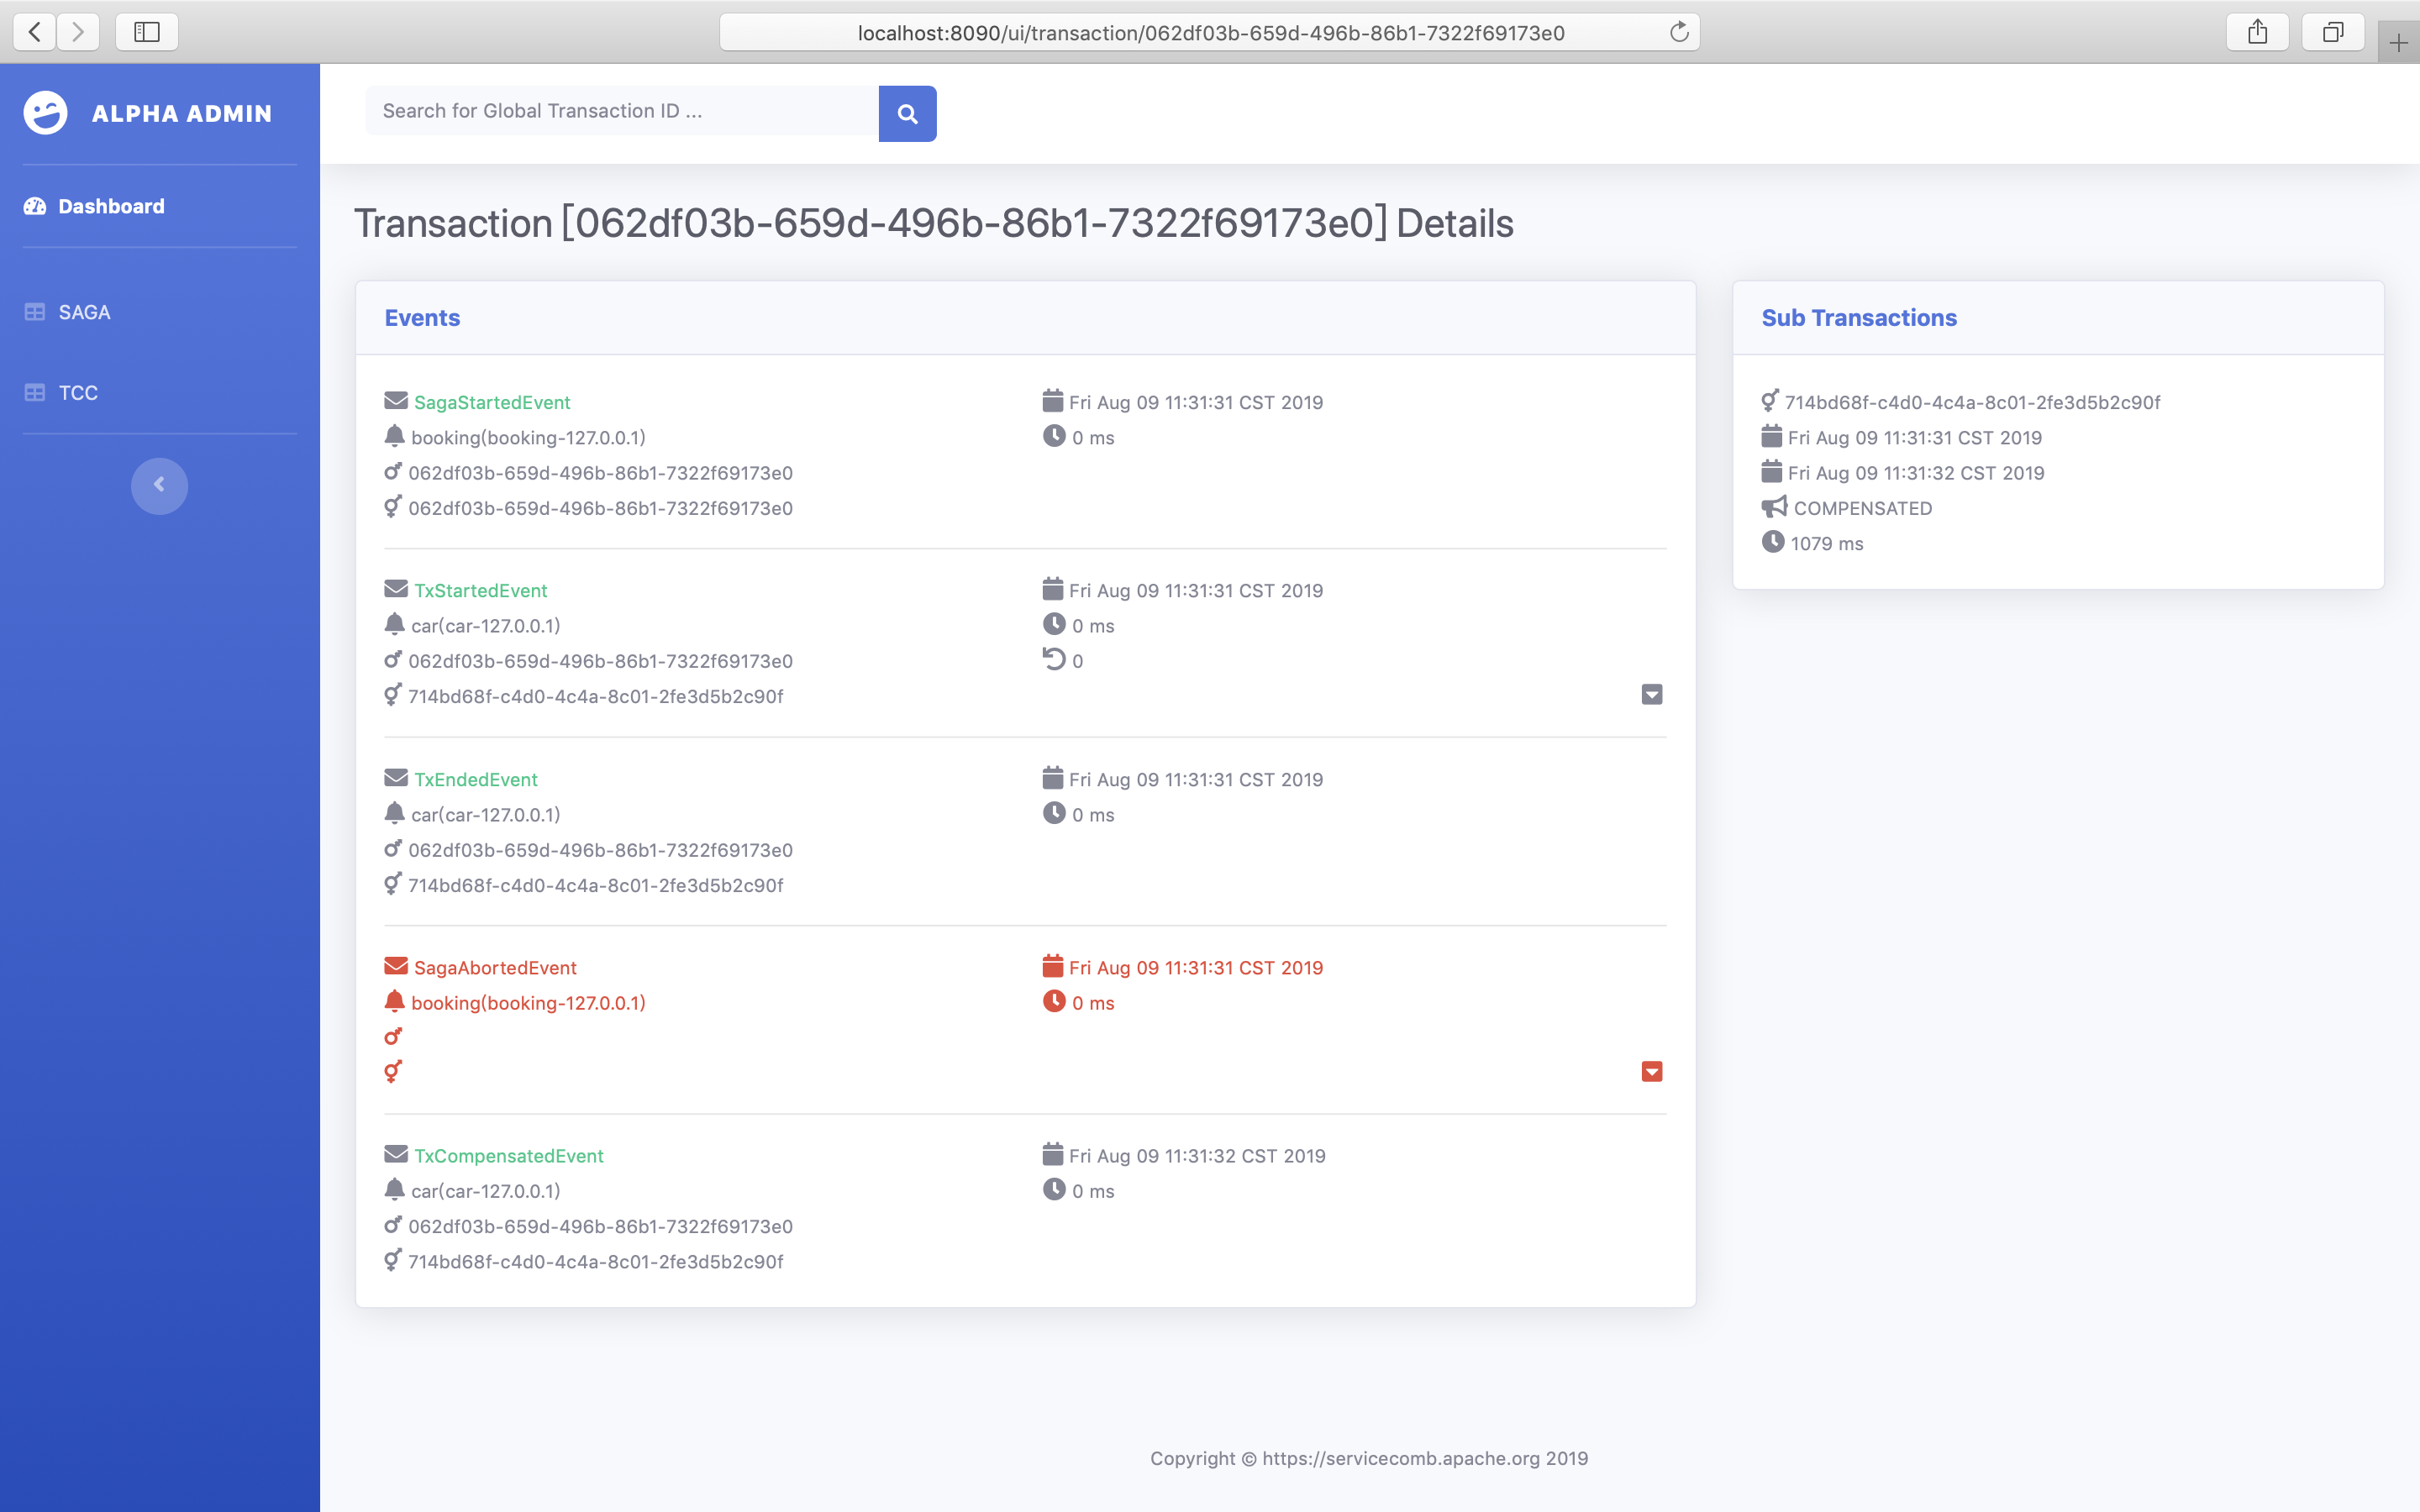 localhost:8090/ui/transaction/062df03b-659d-496b-86b1-7322f69173e0
ALPHA ADMIN
Dashboard
SAGA
TCC
Search for Global Transaction ID ...
Transaction [062df03b-659d-496b-86b1-7322f69173e0] Details
Events
SagaStartedEvent
booking(booking-127.0.0.1)
062df03b-659d-496b-86b1-7322f69173e0
062df03b-659d-496b-86b1-7322f69173e0
Fri Aug 09 11:31:31 CST 2019
0 ms
TxStartedEvent
car(car-127.0.0.1)
062df03b-659d-496b-86b1-7322f69173e0
714bd68f-c4d0-4c4a-8c01-2fe3d5b2c90f
Fri Aug 09 11:31:31 CST 2019
0 ms
0
TxEndedEvent
car(car-127.0.0.1)
062df03b-659d-496b-86b1-7322f69173e0
714bd68f-c4d0-4c4a-8c01-2fe3d5b2c90f
Fri Aug 09 11:31:31 CST 2019
0 ms
SagaAbortedEvent
booking(booking-127.0.0.1)
Fri Aug 09 11:31:31 CST 2019
0 ms
TxCompensatedEvent
car(car-127.0.0.1)
062df03b-659d-496b-86b1-7322f69173e0
714bd68f-c4d0-4c4a-8c01-2fe3d5b2c90f
Fri Aug 09 11:31:32 CST 2019
0 ms
Sub Transactions
714bd68f-c4d0-4c4a-8c01-2fe3d5b2c90f
Fri Aug 09 11:31:31 CST 2019
Fri Aug 09 11:31:32 CST 2019
COMPENSATED
1079 ms
Copyright © https://servicecomb.apache.org 2019